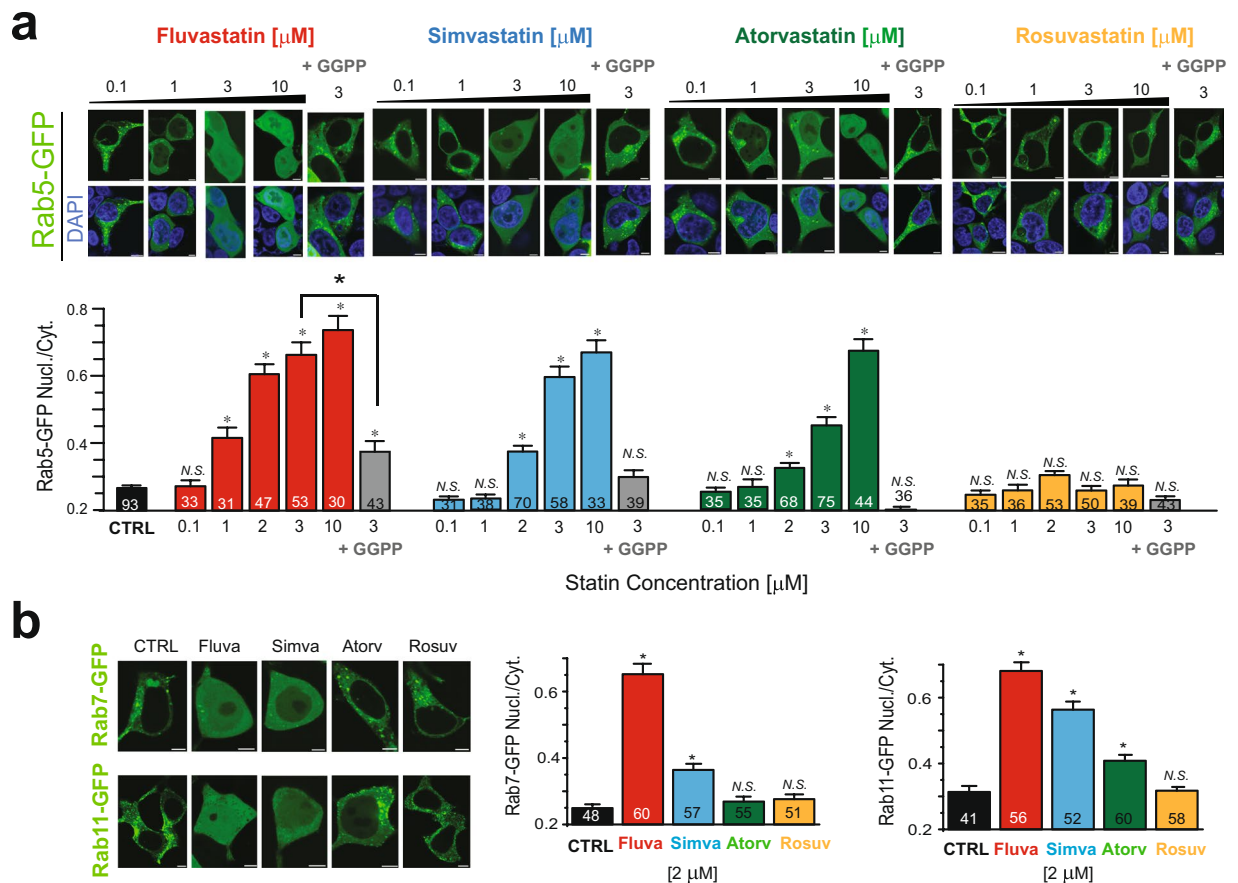 a
Fluvastatin [μM] Simvastatin [μM] Atorvastatin [μM] Rosuvastatin [μM]
+ GGPP + GGPP + GGPP + GGPP
0.1 1 3 10 3 0.1 1 3 10 3 0.1 1 3 10 3 0.1 1 3 10 3
Rab5-GFP
DAPI
*
Rab5-GFP Nucl./Cyt.
0.8
0.6
0.4
0.2
N.S. * * * * *
N.S. N.S. * * * N.S.
N.S. N.S. * * *
N.S. N.S. N.S. N.S. N.S. N.S.
93 33 31 47 53 30 43 31 38 70 58 33 39 35 35 68 75 44 36 35 36 53 50 39 43
CTRL 0.1 1 2 3 10 3 0.1 1 2 3 10 3 0.1 1 2 3 10 3 0.1 1 2 3 10 3
+ GGPP + GGPP + GGPP + GGPP
Statin Concentration [μM]
b
CTRL Fluva Simva Atorv Rosuv
Rab7-GFP
Rab11-GFP
Rab7-GFP Nucl./Cyt.
0.6
0.4
0.2
* * N.S. N.S.
48 60 57 55 51
CTRL Fluva Simva Atorv Rosuv
[2 μM]
Rab11-GFP Nucl./Cyt.
0.6
0.4
0.2
* * * N.S.
41 56 52 60 58
CTRL Fluva Simva Atorv Rosuv
[2 μM]